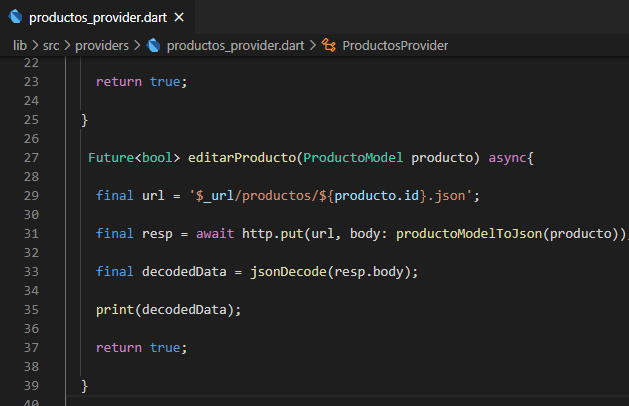 productos_provider.dart ×
lib > src > providers > productos_provider.dart > ProductosProvider
22
23 return true;
24
25 }
26
27 Future<bool> editarProducto(ProductoModel producto) async{
28
29 final url = '$_url/productos/${producto.id}.json';
30
31 final resp = await http.put(url, body: productoModelToJson(producto));
32
33 final decodedData = jsonDecode(resp.body);
34
35 print(decodedData);
36
37 return true;
38
39 }
40